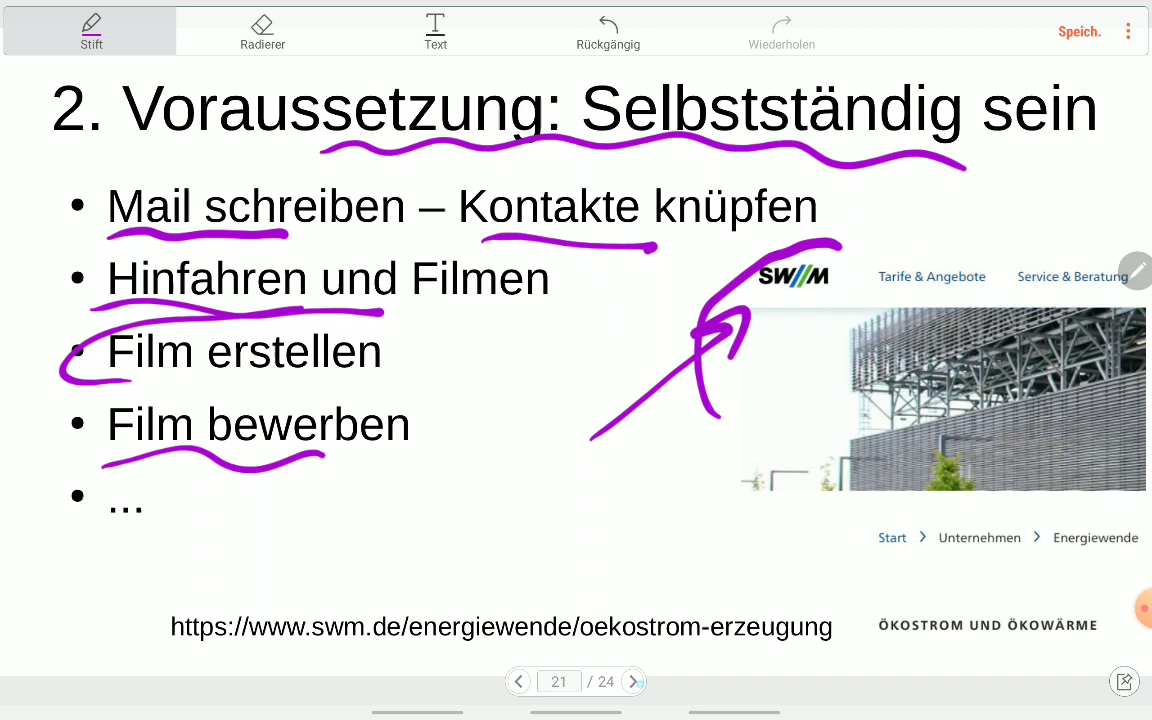 Stift Radierer Text Rückgängig Wiederholen Speich.
2. Voraussetzung: Selbstständig sein
• Mail schreiben – Kontakte knüpfen
• Hinfahren und Filmen
SW//M Tarife & Angebote Service & Beratung
• Film erstellen
• Film bewerben
• ...
Start > Unternehmen > Energiewende
https://www.swm.de/energiewende/oekostrom-erzeugung
ÖKOSTROM UND ÖKOWÄRME
21 / 24